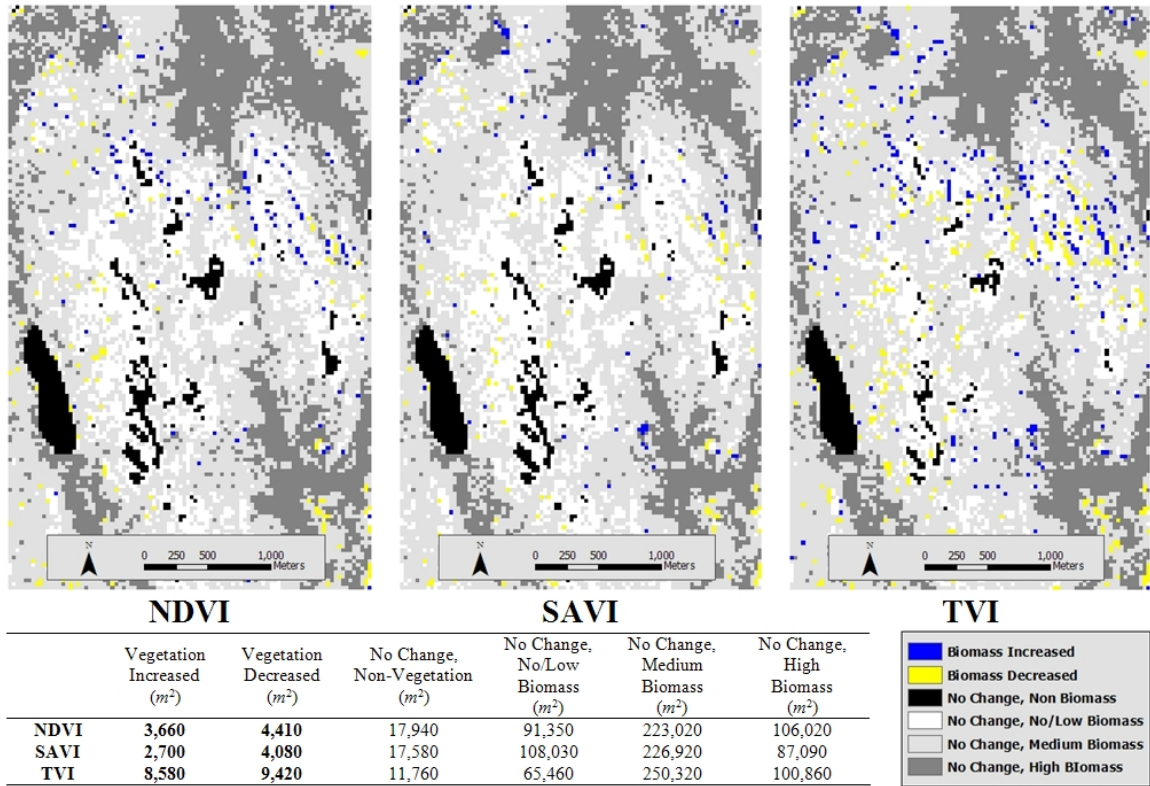 N
0 250 500 1,000
Meters
N
0 250 500 1,000
Meters
N
0 250 500 1,000
Meters
NDVI
SAVI
TVI
Vegetation Increased (m²)
Vegetation Decreased (m²)
No Change, Non-Vegetation (m²)
No Change, No/Low Biomass (m²)
No Change, Medium Biomass (m²)
No Change, High Biomass (m²)
NDVI 3,660 4,410 17,940 91,350 223,020 106,020
SAVI 2,700 4,080 17,580 108,030 226,920 87,090
TVI 8,580 9,420 11,760 65,460 250,320 100,860
Biomass Increased
Biomass Decreased
No Change, Non Biomass
No Change, No/Low Biomass
No Change, Medium Biomass
No Change, High BIomass